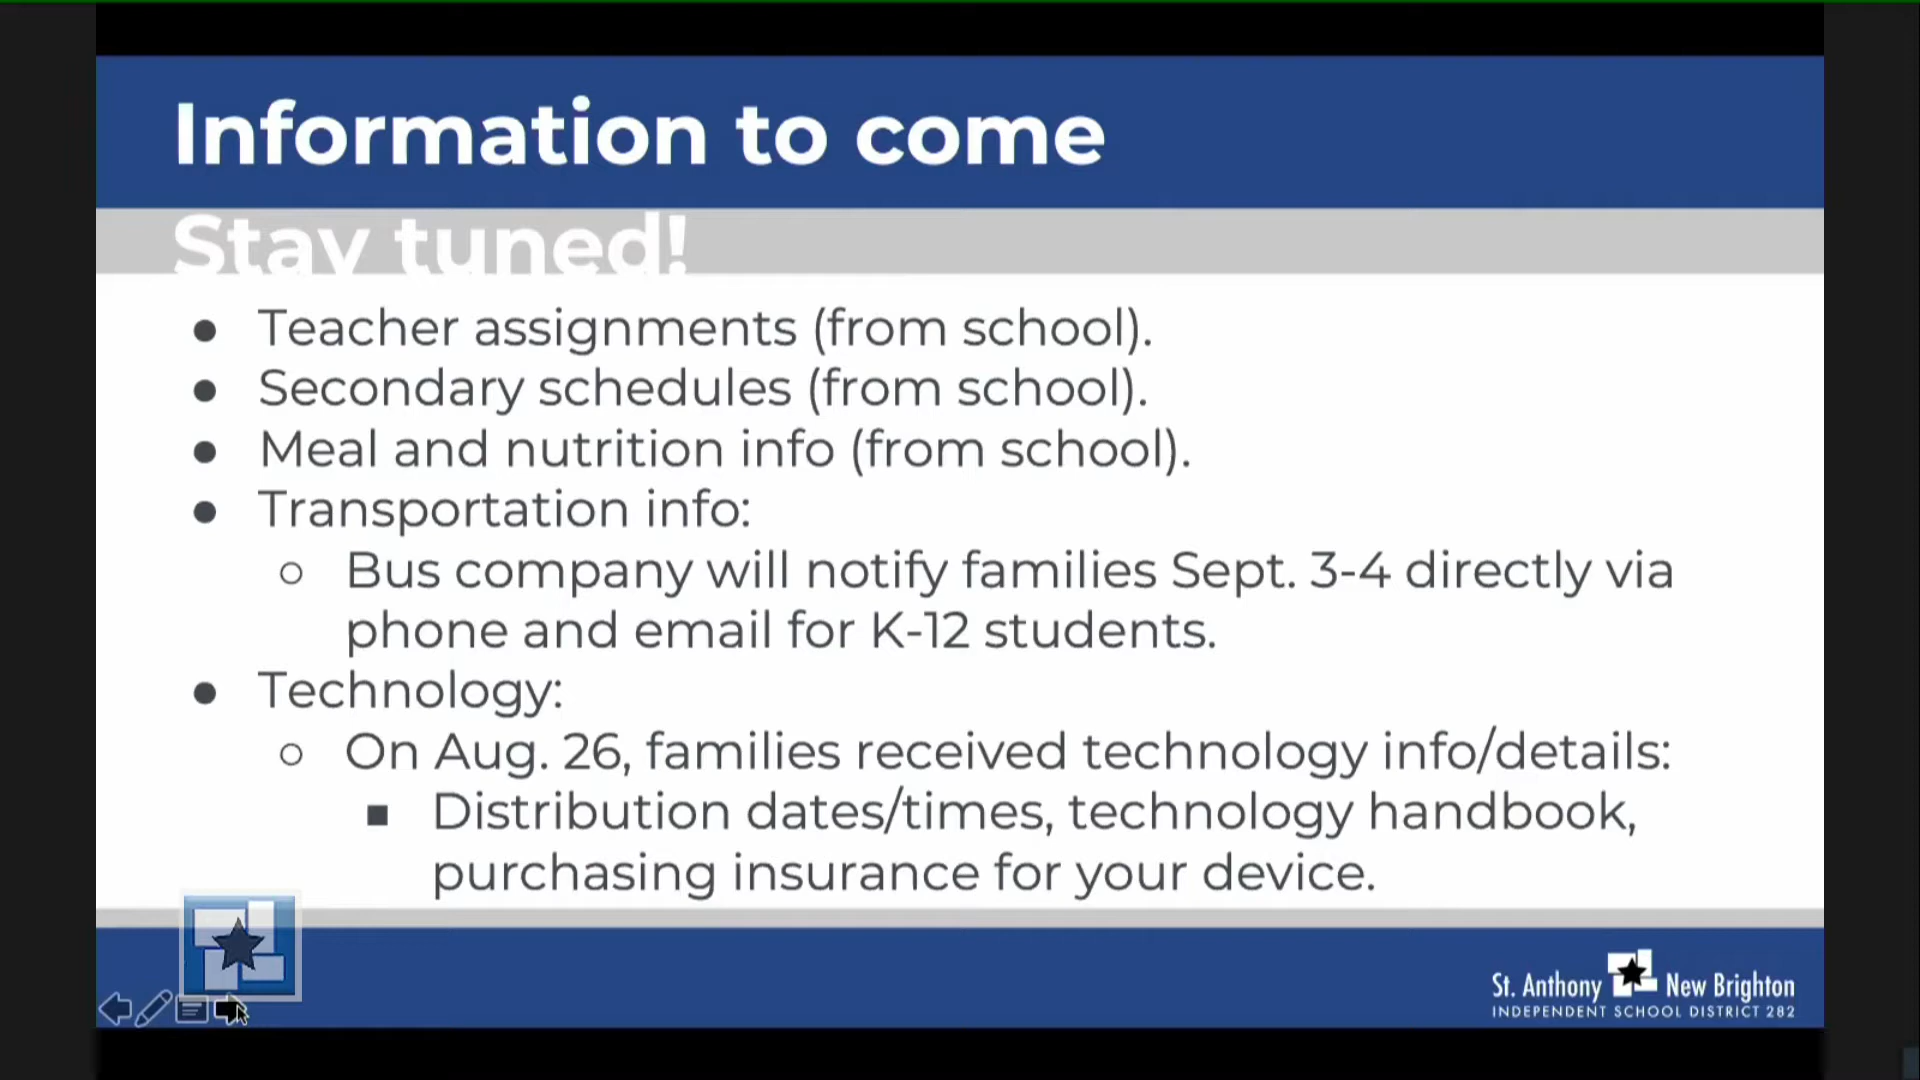 Information to come
Stay tuned!
● Teacher assignments (from school).
● Secondary schedules (from school).
● Meal and nutrition info (from school).
● Transportation info:
○ Bus company will notify families Sept. 3-4 directly via
phone and email for K-12 students.
● Technology:
○ On Aug. 26, families received technology info/details:
■ Distribution dates/times, technology handbook,
purchasing insurance for your device.
St. Anthony New Brighton
INDEPENDENT SCHOOL DISTRICT 282